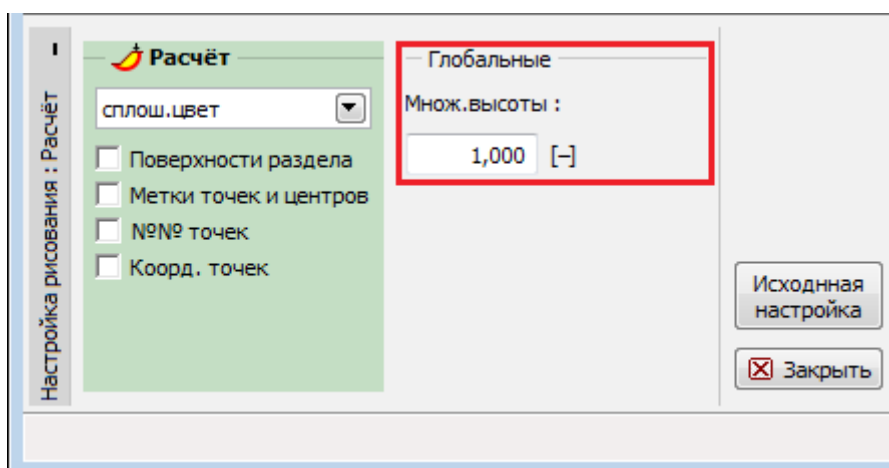 Настройка рисования : Расчёт
Расчёт
сплош.цвет
Поверхности раздела
Метки точек и центров
№№ точек
Коорд. точек
Глобальные
Множ.высоты :
1,000 [–]
Исходнная
настройка
Закрыть